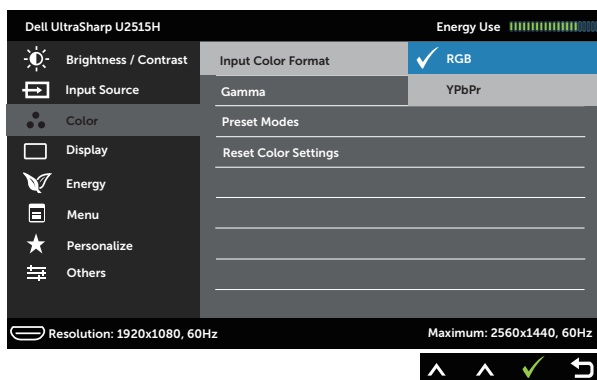 Dell UltraSharp U2515H
Energy Use
Brightness / Contrast
Input Source
Color
Display
Energy
Menu
Personalize
Others
Input Color Format
Gamma
Preset Modes
Reset Color Settings
RGB
YPbPr
Resolution: 1920x1080, 60Hz
Maximum: 2560x1440, 60Hz